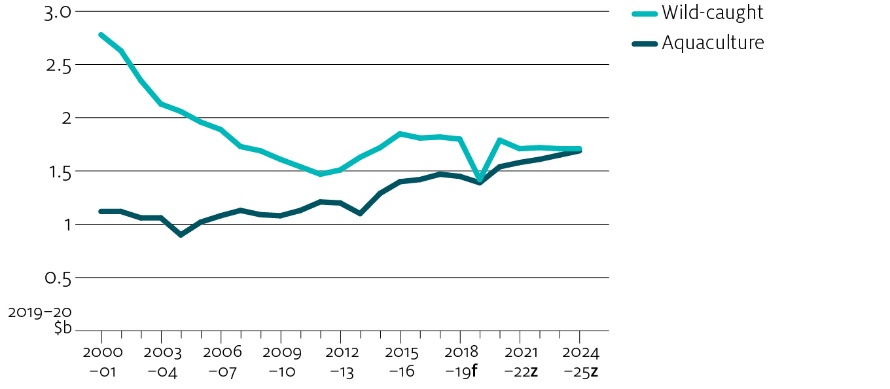 3.0
2.5
2
1.5
1
0.5
2019–20
$b
2000 2003 2006 2009 2012 2015 2018 2021 2024
–01 –04 –07 –10 –13 –16 –19f –22z –25z
Wild-caught
Aquaculture